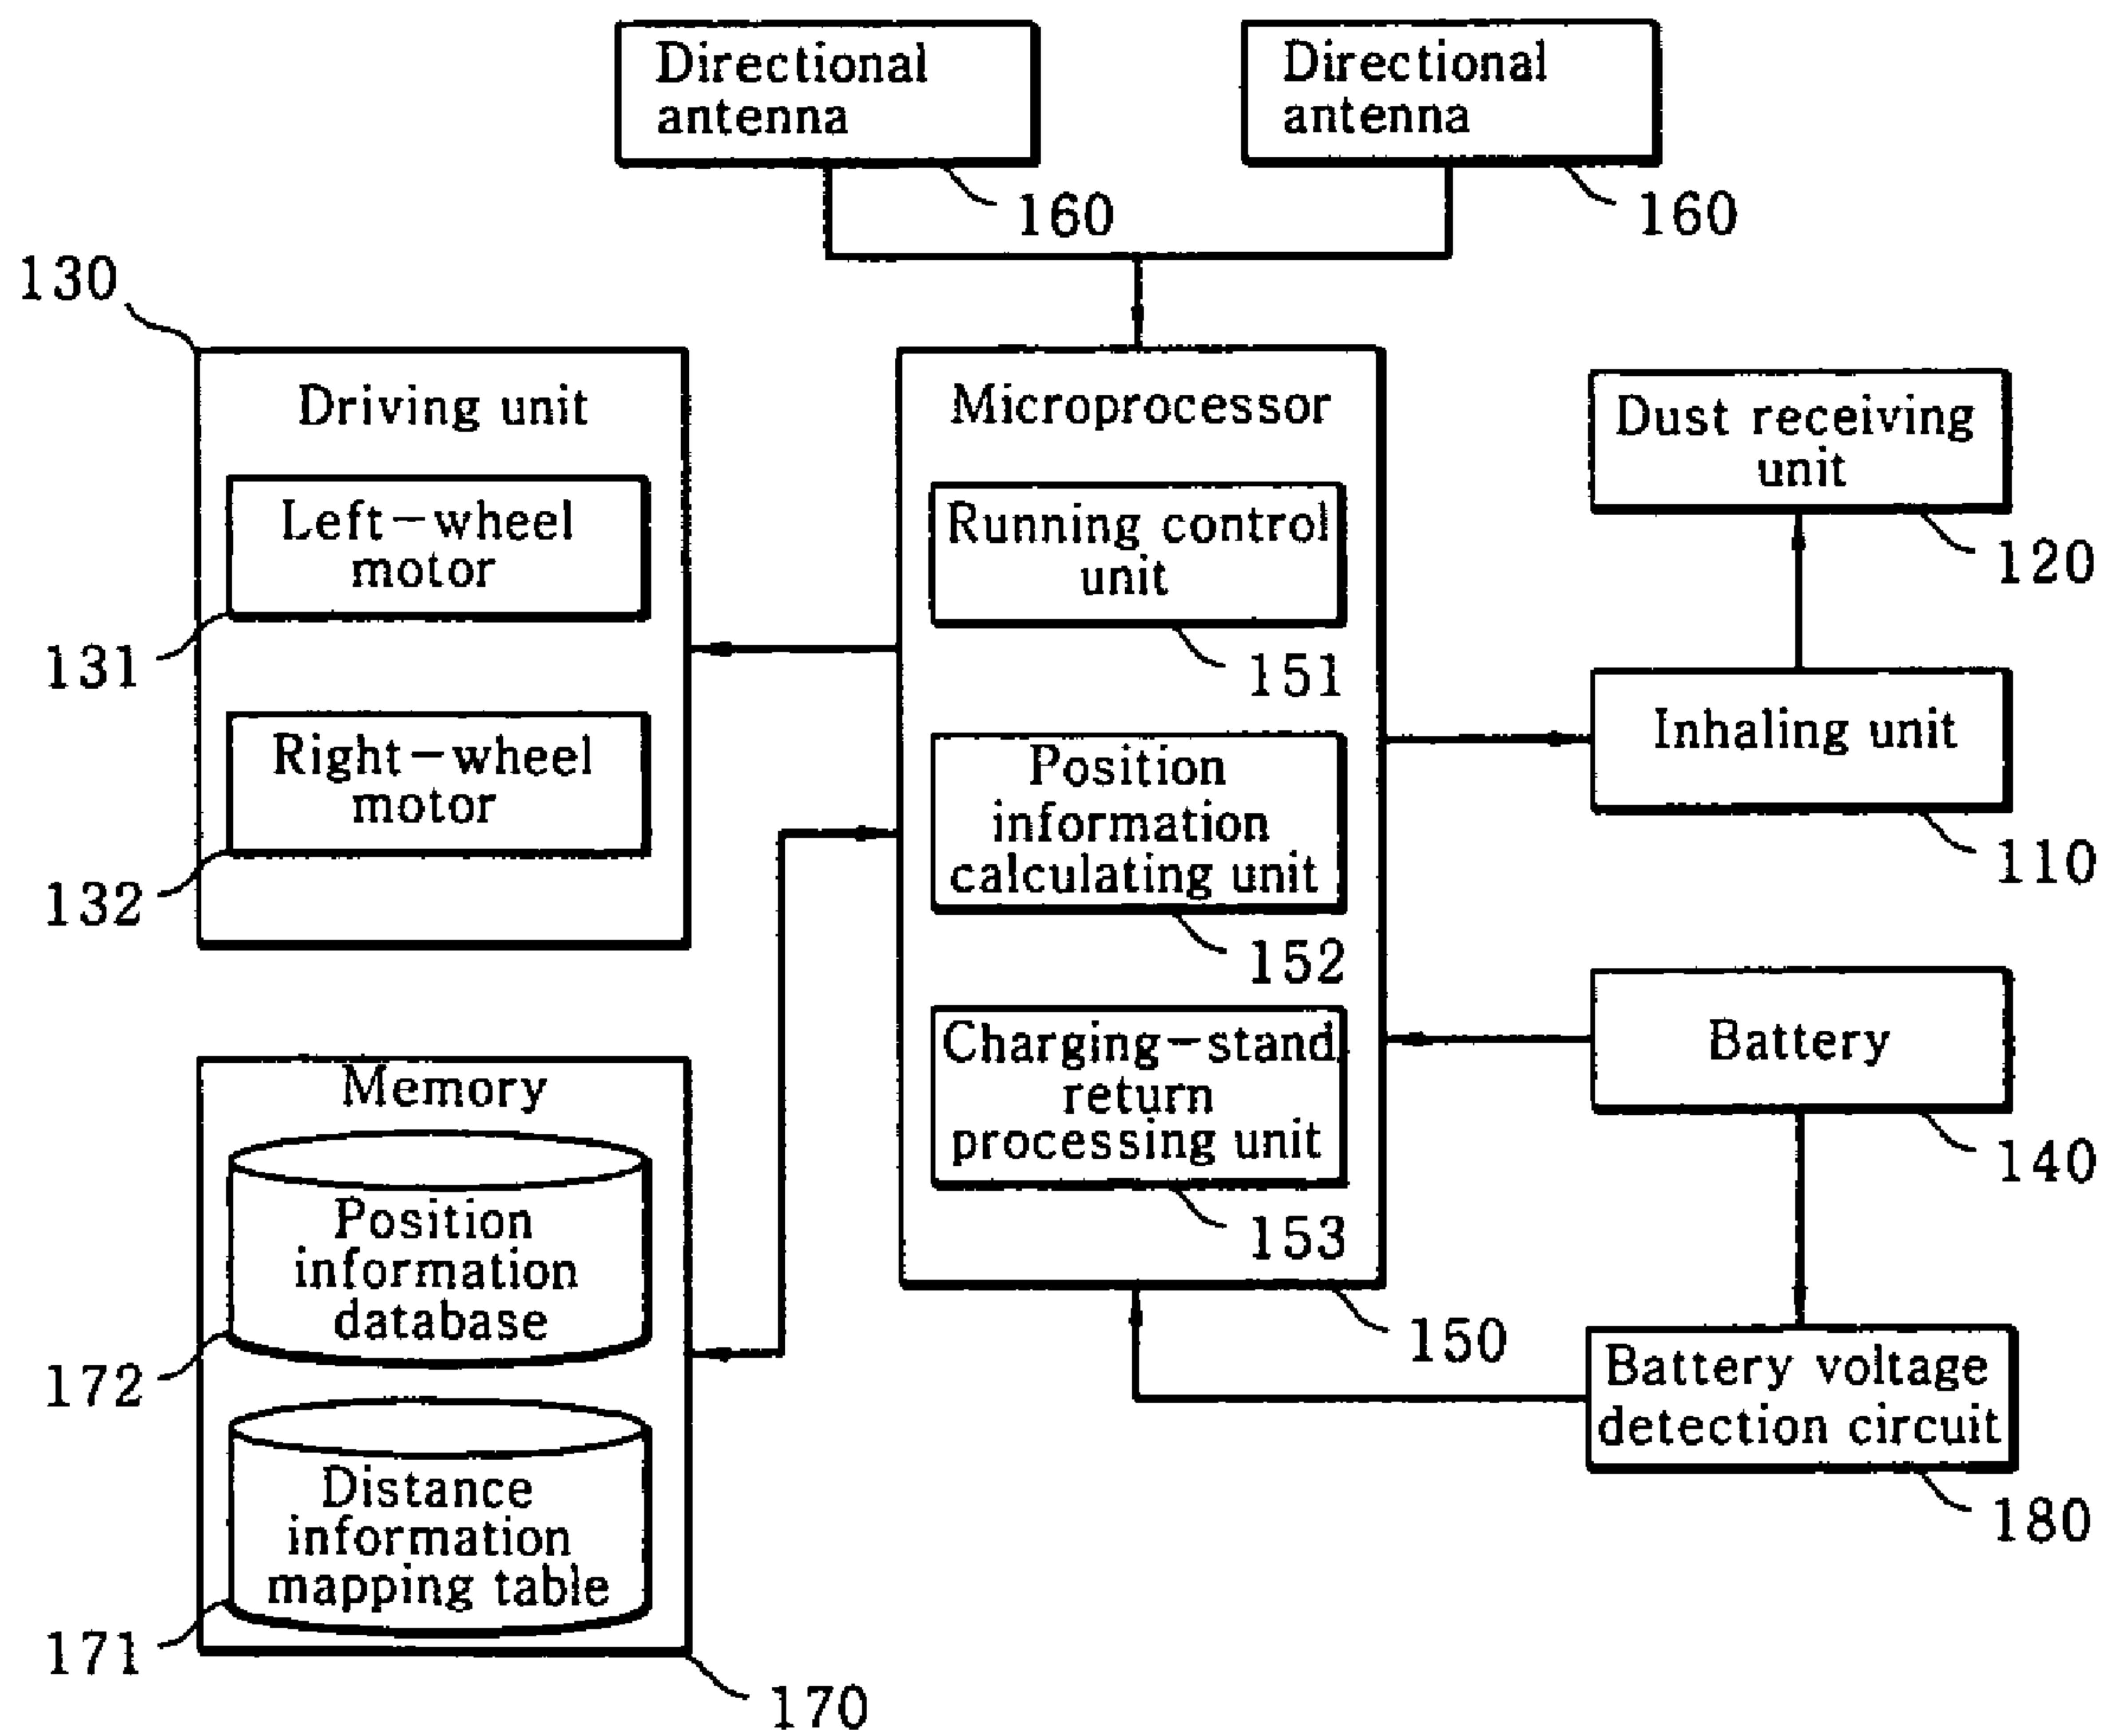 Directional
antenna
160
Directional
antenna
160
130
Driving unit
Left-wheel
motor
131
Right-wheel
motor
132
Microprocessor
Running control
unit
151
Position
information
calculating unit
152
Charging-stand
return
processing unit
153
150
Dust receiving
unit
120
Inhaling unit
110
Battery
140
Battery voltage
detection circuit
180
Memory
Position
information
database
172
Distance
information
mapping table
171
170